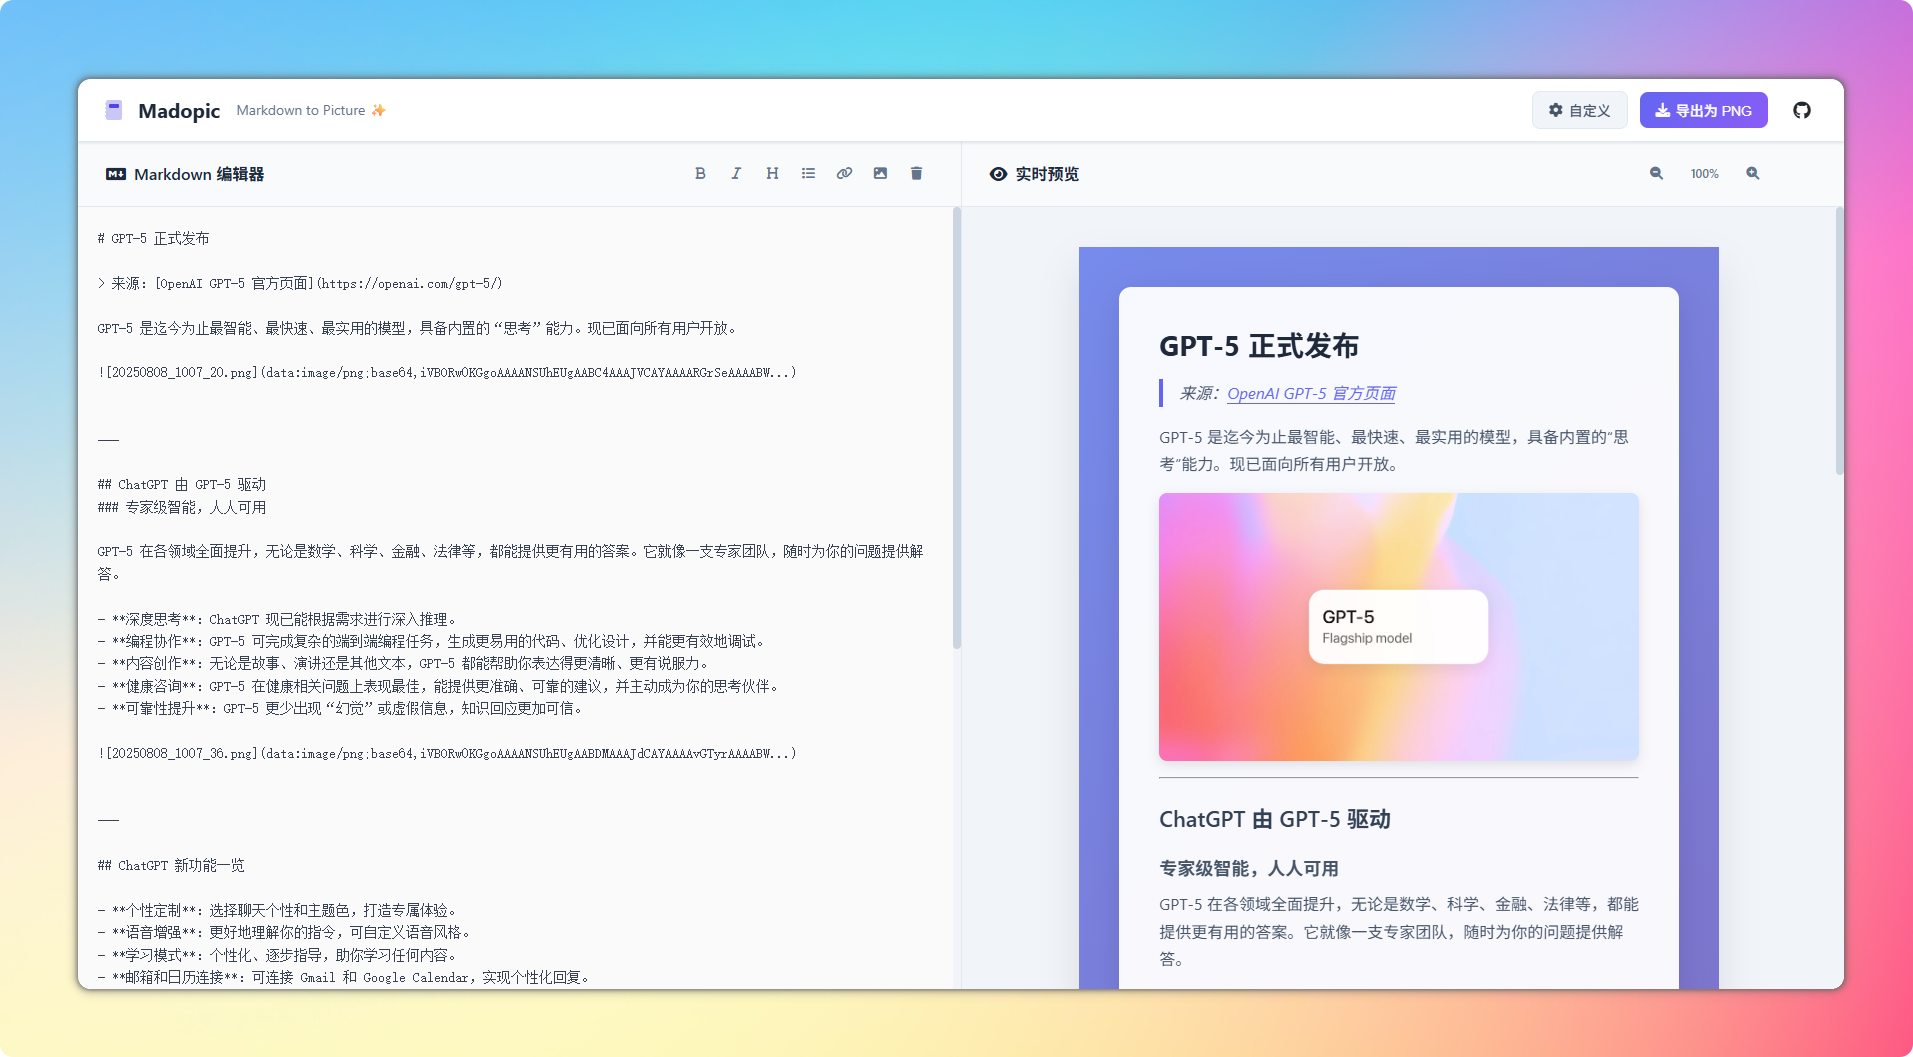 Madopic
Markdown to Picture ✨
自定义
导出为 PNG
Markdown 编辑器
B I H
# GPT-5 正式发布
> 来源：[OpenAI GPT-5 官方页面](https://openai.com/gpt-5/)
GPT-5 是迄今为止最智能、最快速、最实用的模型，具备内置的“思考”能力。现已面向所有用户开放。
![20250808_1007_20.png](data:image/png;base64,iVBORw0KGgoAAAANSUhEUgAABC4AAAJVCAYAAAARGrSeAAAABW...)
---
## ChatGPT 由 GPT-5 驱动
### 专家级智能，人人可用
GPT-5 在各领域全面提升，无论是数学、科学、金融、法律等，都能提供更有用的答案。它就像一支专家团队，随时为你的问题提供解
答。
- **深度思考**：ChatGPT 现已能根据需求进行深入推理。
- **编程协作**：GPT-5 可完成复杂的端到端编程任务，生成更易用的代码、优化设计，并能更有效地调试。
- **内容创作**：无论是故事、演讲还是其他文本，GPT-5 都能帮助你表达得更清晰、更有说服力。
- **健康咨询**：GPT-5 在健康相关问题上表现最佳，能提供更准确、可靠的建议，并主动成为你的思考伙伴。
- **可靠性提升**：GPT-5 更少出现“幻觉”或虚假信息，知识回应更加可信。
![20250808_1007_36.png](data:image/png;base64,iVBORw0KGgoAAAANSUhEUgAABDMAAAJdCAYAAAAvGTyrAAAABW...)
---
## ChatGPT 新功能一览
- **个性定制**：选择聊天个性和主题色，打造专属体验。
- **语音增强**：更好地理解你的指令，可自定义语音风格。
- **学习模式**：个性化、逐步指导，助你学习任何内容。
- **邮箱和日历连接**：可连接 Gmail 和 Google Calendar，实现个性化回复。
实时预览
100%
GPT-5 正式发布
来源：OpenAI GPT-5 官方页面
GPT-5 是迄今为止最智能、最快速、最实用的模型，具备内置的“思
考”能力。现已面向所有用户开放。
GPT-5
Flagship model
ChatGPT 由 GPT-5 驱动
专家级智能，人人可用
GPT-5 在各领域全面提升，无论是数学、科学、金融、法律等，都能
提供更有用的答案。它就像一支专家团队，随时为你的问题提供解
答。